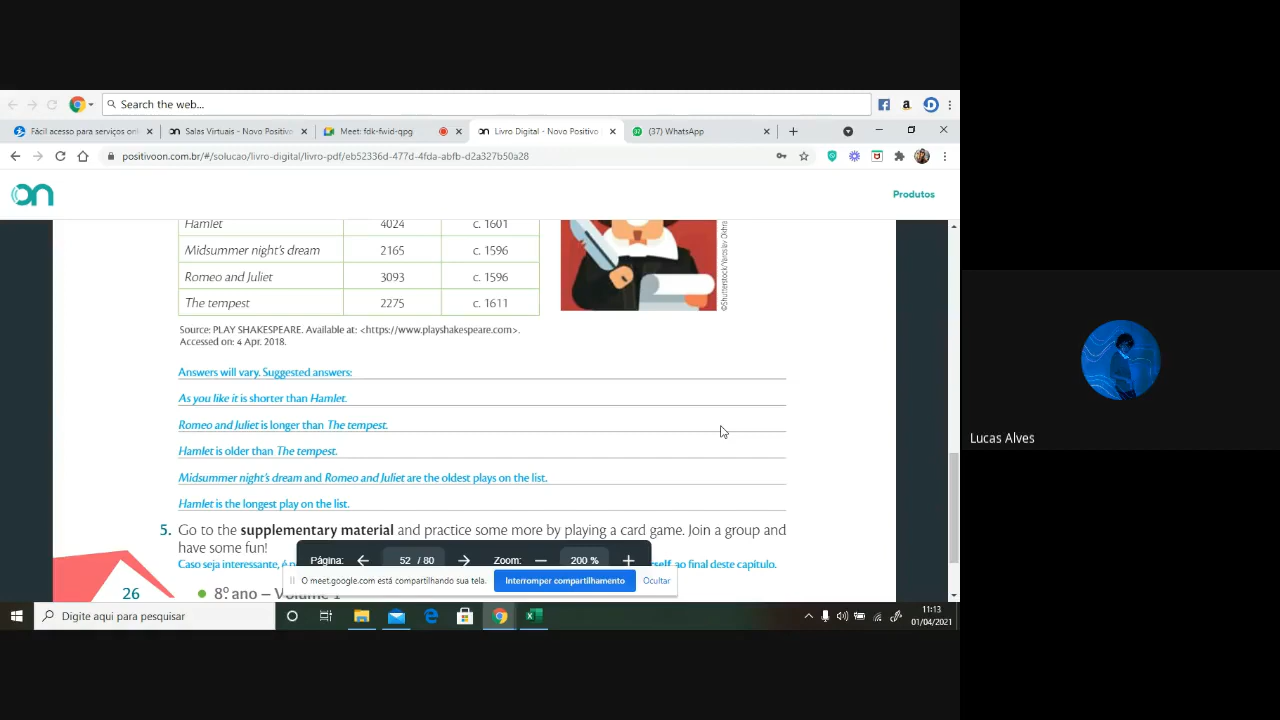 Search the web...
Fácil acesso para serviços onl
Salas Virtuais - Novo Positivo
Meet: fdk-fwid-qpg
Livro Digital - Novo Positivo
(37) WhatsApp
positivoon.com.br/#/solucao/livro-digital/livro-pdf/eb52336d-477d-4fda-abfb-d2a327b50a28
on
Produtos
Hamlet 4024 c. 1601
Midsummer night's dream 2165 c. 1596
Romeo and Juliet 3093 c. 1596
The tempest 2275 c. 1611
©Shutterstock/Yaroslav Okhra
Source: PLAY SHAKESPEARE. Available at: <https://www.playshakespeare.com>.
Accessed on: 4 Apr. 2018.
Answers will vary. Suggested answers:
As you like it is shorter than Hamlet.
Romeo and Juliet is longer than The tempest.
Hamlet is older than The tempest.
Midsummer night's dream and Romeo and Juliet are the oldest plays on the list.
Hamlet is the longest play on the list.
5. Go to the supplementary material and practice some more by playing a card game. Join a group and
have some fun!
Caso seja interessante, ao final deste capítulo.
Página: 52 / 80 Zoom: 200 %
O meet.google.com está compartilhando sua tela. Interromper compartilhamento Ocultar
26 8º ano – Volume 1
Digite aqui para pesquisar
11:13
01/04/2021
Lucas Alves